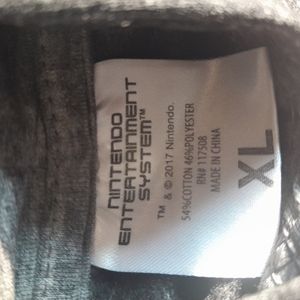 NINTENDO
ENTERTAINMENT
SYSTEM™
TM & © 2017 Nintendo.
54%COTTON 46%POLYESTER
RN# 117508
MADE IN CHINA
XL